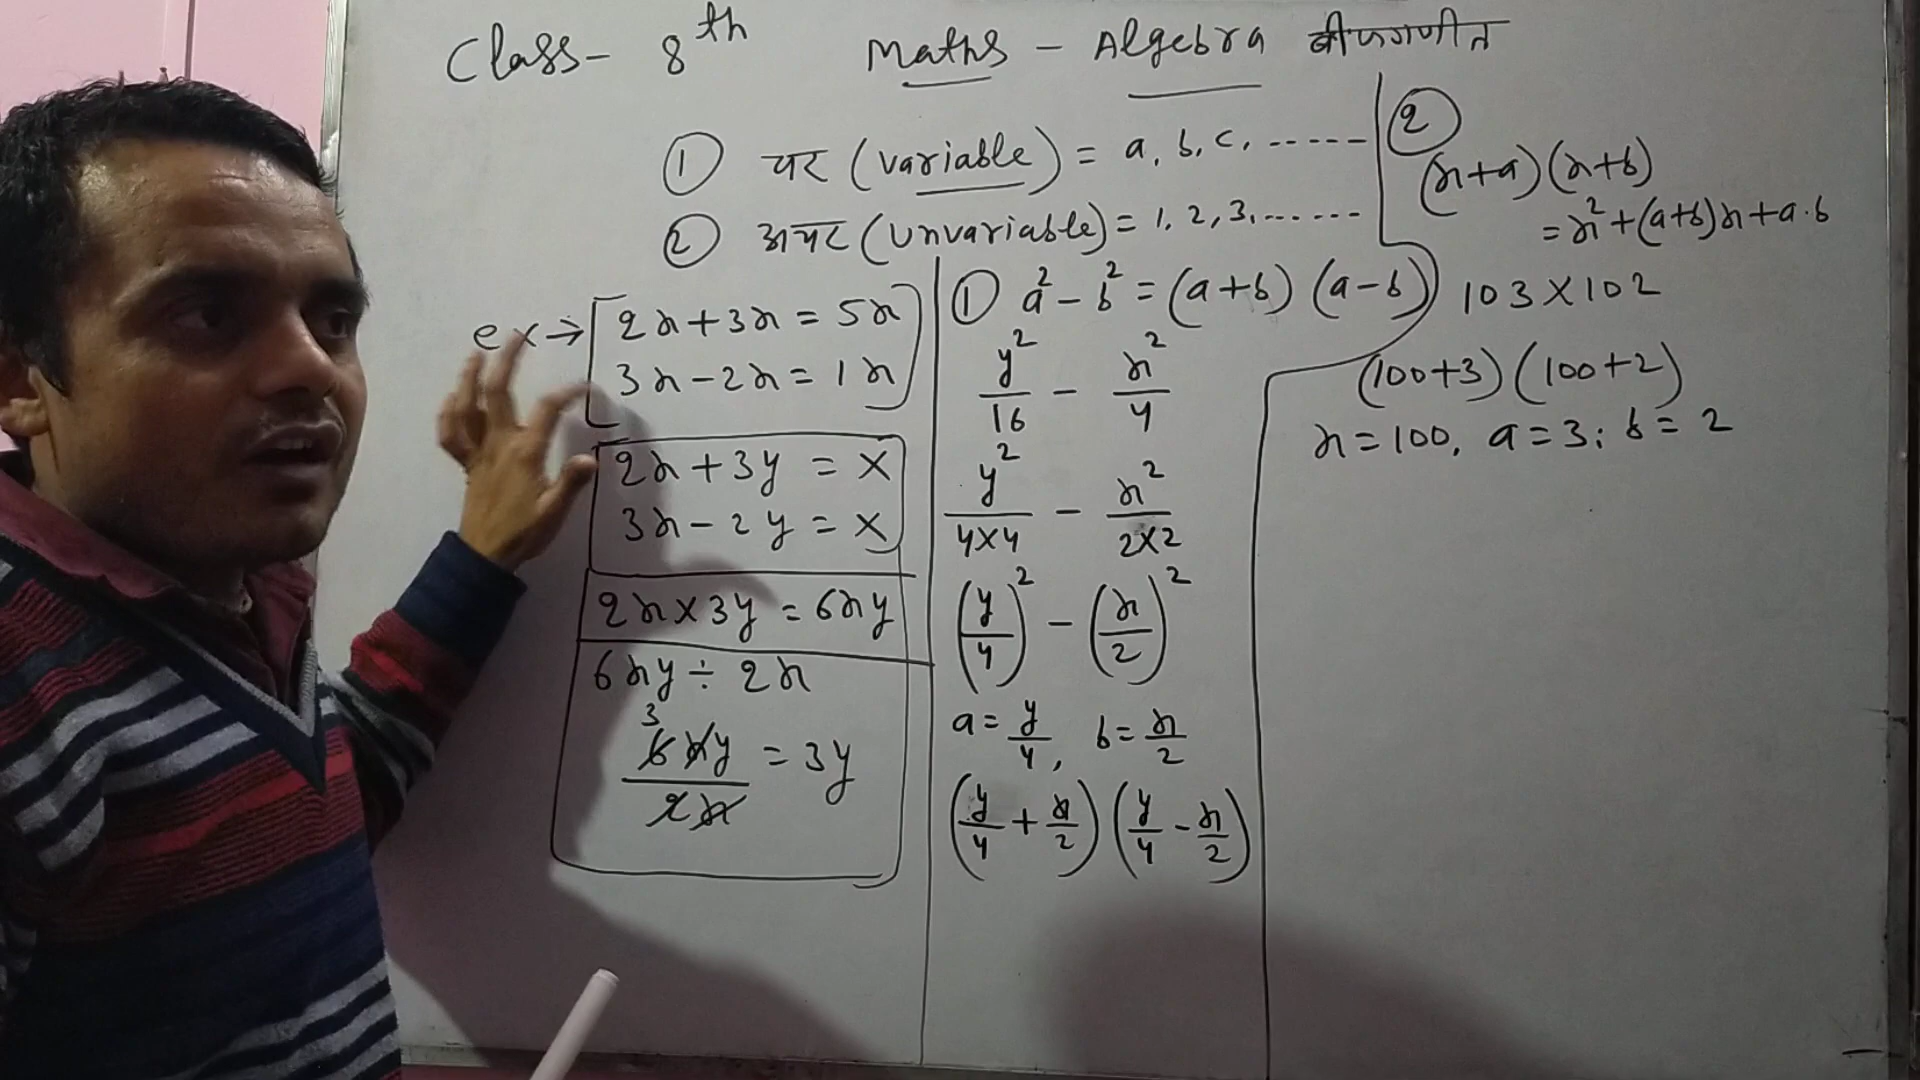 Class- 8th Maths - Algebra बीजगणीत
① चर (variable) = a, b, c, ------
② अचर (Unvariable) = 1, 2, 3, ------
ex→ 2x+3x = 5x
3x-2x = 1x
2x+3y = ×
3x-2y = ×
2x×3y = 6xy
6xy ÷ 2x
3
6xy/2x = 3y
① a²-b² = (a+b) (a-b)
y²/16 - x²/4
y²/4×4 - x²/2×2
(y/4)² - (x/2)²
a = y/4, b = x/2
(y/4 + x/2) (y/4 - x/2)
②
(x+a) (x+b)
= x²+(a+b)x+a.b
103×102
(100+3) (100+2)
x=100, a=3; b=2